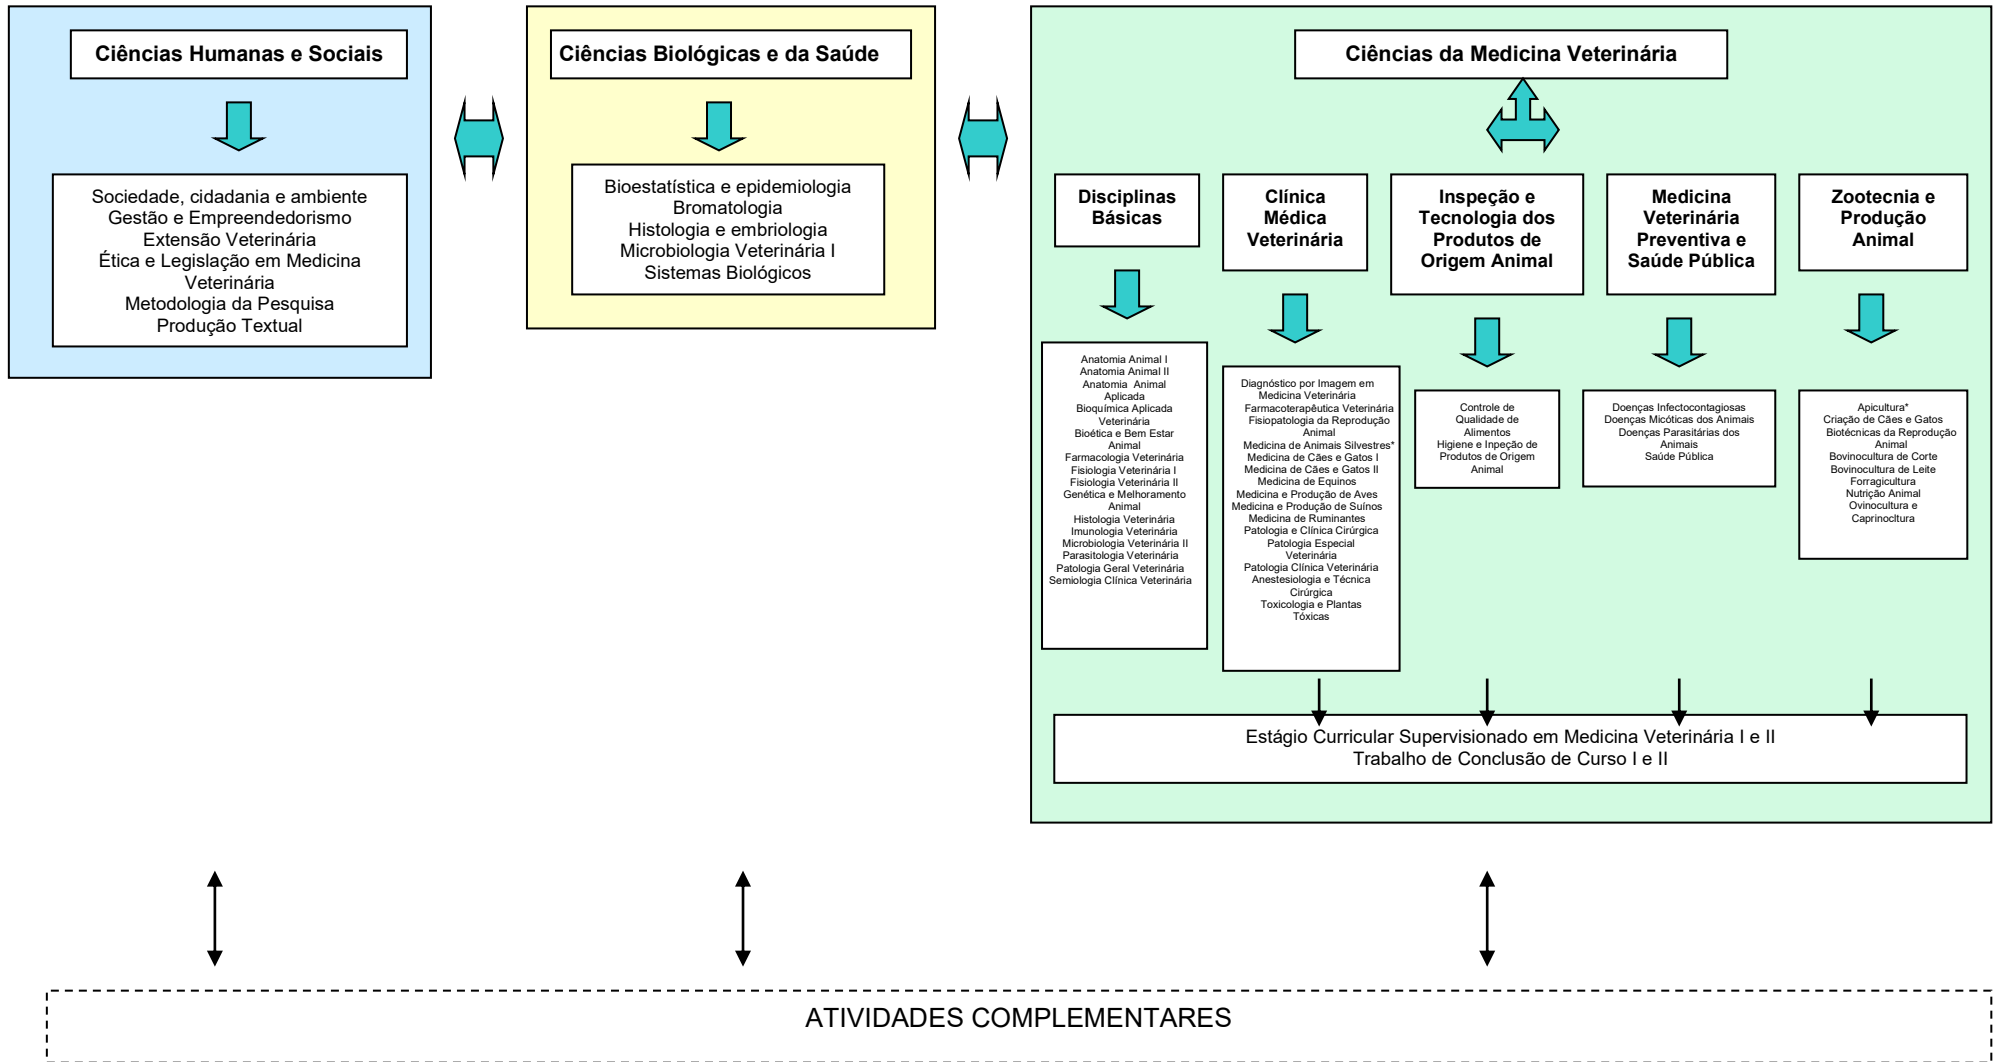 Ciências Humanas e Sociais
Sociedade, cidadania e ambiente
Gestão e Empreendedorismo
Extensão Veterinária
Ética e Legislação em Medicina
Veterinária
Metodologia da Pesquisa
Produção Textual
Ciências Biológicas e da Saúde
Bioestatística e epidemiologia
Bromatologia
Histologia e embriologia
Microbiologia Veterinária I
Sistemas Biológicos
Ciências da Medicina Veterinária
Disciplinas
Básicas
Anatomia Animal I
Anatomia Animal II
Anatomia Animal
Aplicada
Bioquímica Aplicada
Veterinária
Bioética e Bem Estar
Animal
Farmacologia Veterinária
Fisiologia Veterinária I
Fisiologia Veterinária II
Genética e Melhoramento
Animal
Histologia Veterinária
Imunologia Veterinária
Microbiologia Veterinária II
Parasitologia Veterinária
Patologia Geral Veterinária
Semiologia Clínica Veterinária
Clínica
Médica
Veterinária
Diagnóstico por Imagem em
Medicina Veterinária
Farmacoterapêutica Veterinária
Fisiopatologia da Reprodução
Animal
Medicina de Animais Silvestres*
Medicina de Cães e Gatos I
Medicina de Cães e Gatos II
Medicina de Equinos
Medicina e Produção de Aves
Medicina e Produção de Suínos
Medicina de Ruminantes
Patologia e Clínica Cirúrgica
Patologia Especial
Veterinária
Patologia Clínica Veterinária
Anestesiologia e Técnica
Cirúrgica
Toxicologia e Plantas
Tóxicas
Inspeção e
Tecnologia dos
Produtos de
Origem Animal
Controle de
Qualidade de
Alimentos
Higiene e Inpeção de
Produtos de Origem
Animal
Medicina
Veterinária
Preventiva e
Saúde Pública
Doenças Infectocontagiosas
Doenças Micóticas dos Animais
Doenças Parasitárias dos
Animais
Saúde Pública
Zootecnia e
Produção
Animal
Apicultura*
Criação de Cães e Gatos
Biotécnicas da Reprodução
Animal
Bovinocultura de Corte
Bovinocultura de Leite
Forragicultura
Nutrição Animal
Ovinocultura e
Caprinocltura
Estágio Curricular Supervisionado em Medicina Veterinária I e II
Trabalho de Conclusão de Curso I e II
ATIVIDADES COMPLEMENTARES